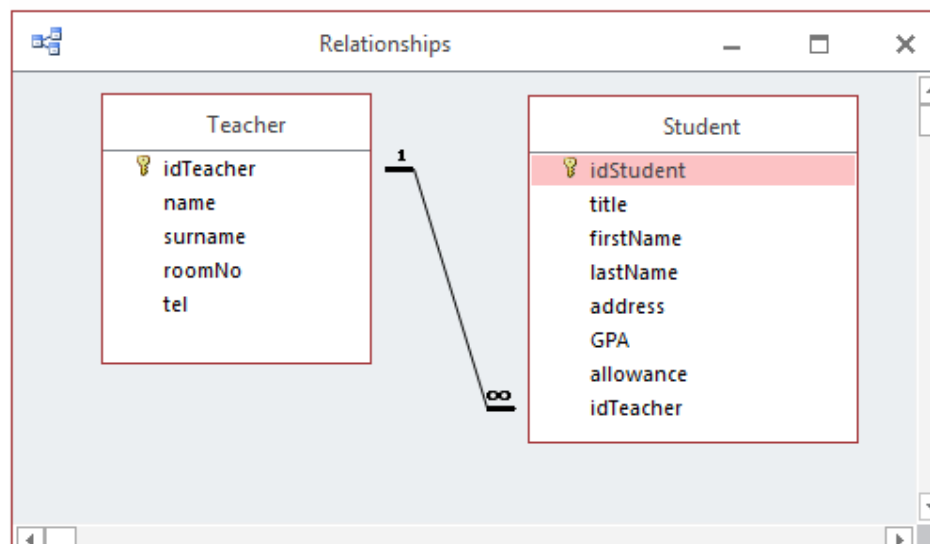 Relationships
Teacher
idTeacher
name
surname
roomNo
tel
1
∞
Student
idStudent
title
firstName
lastName
address
GPA
allowance
idTeacher